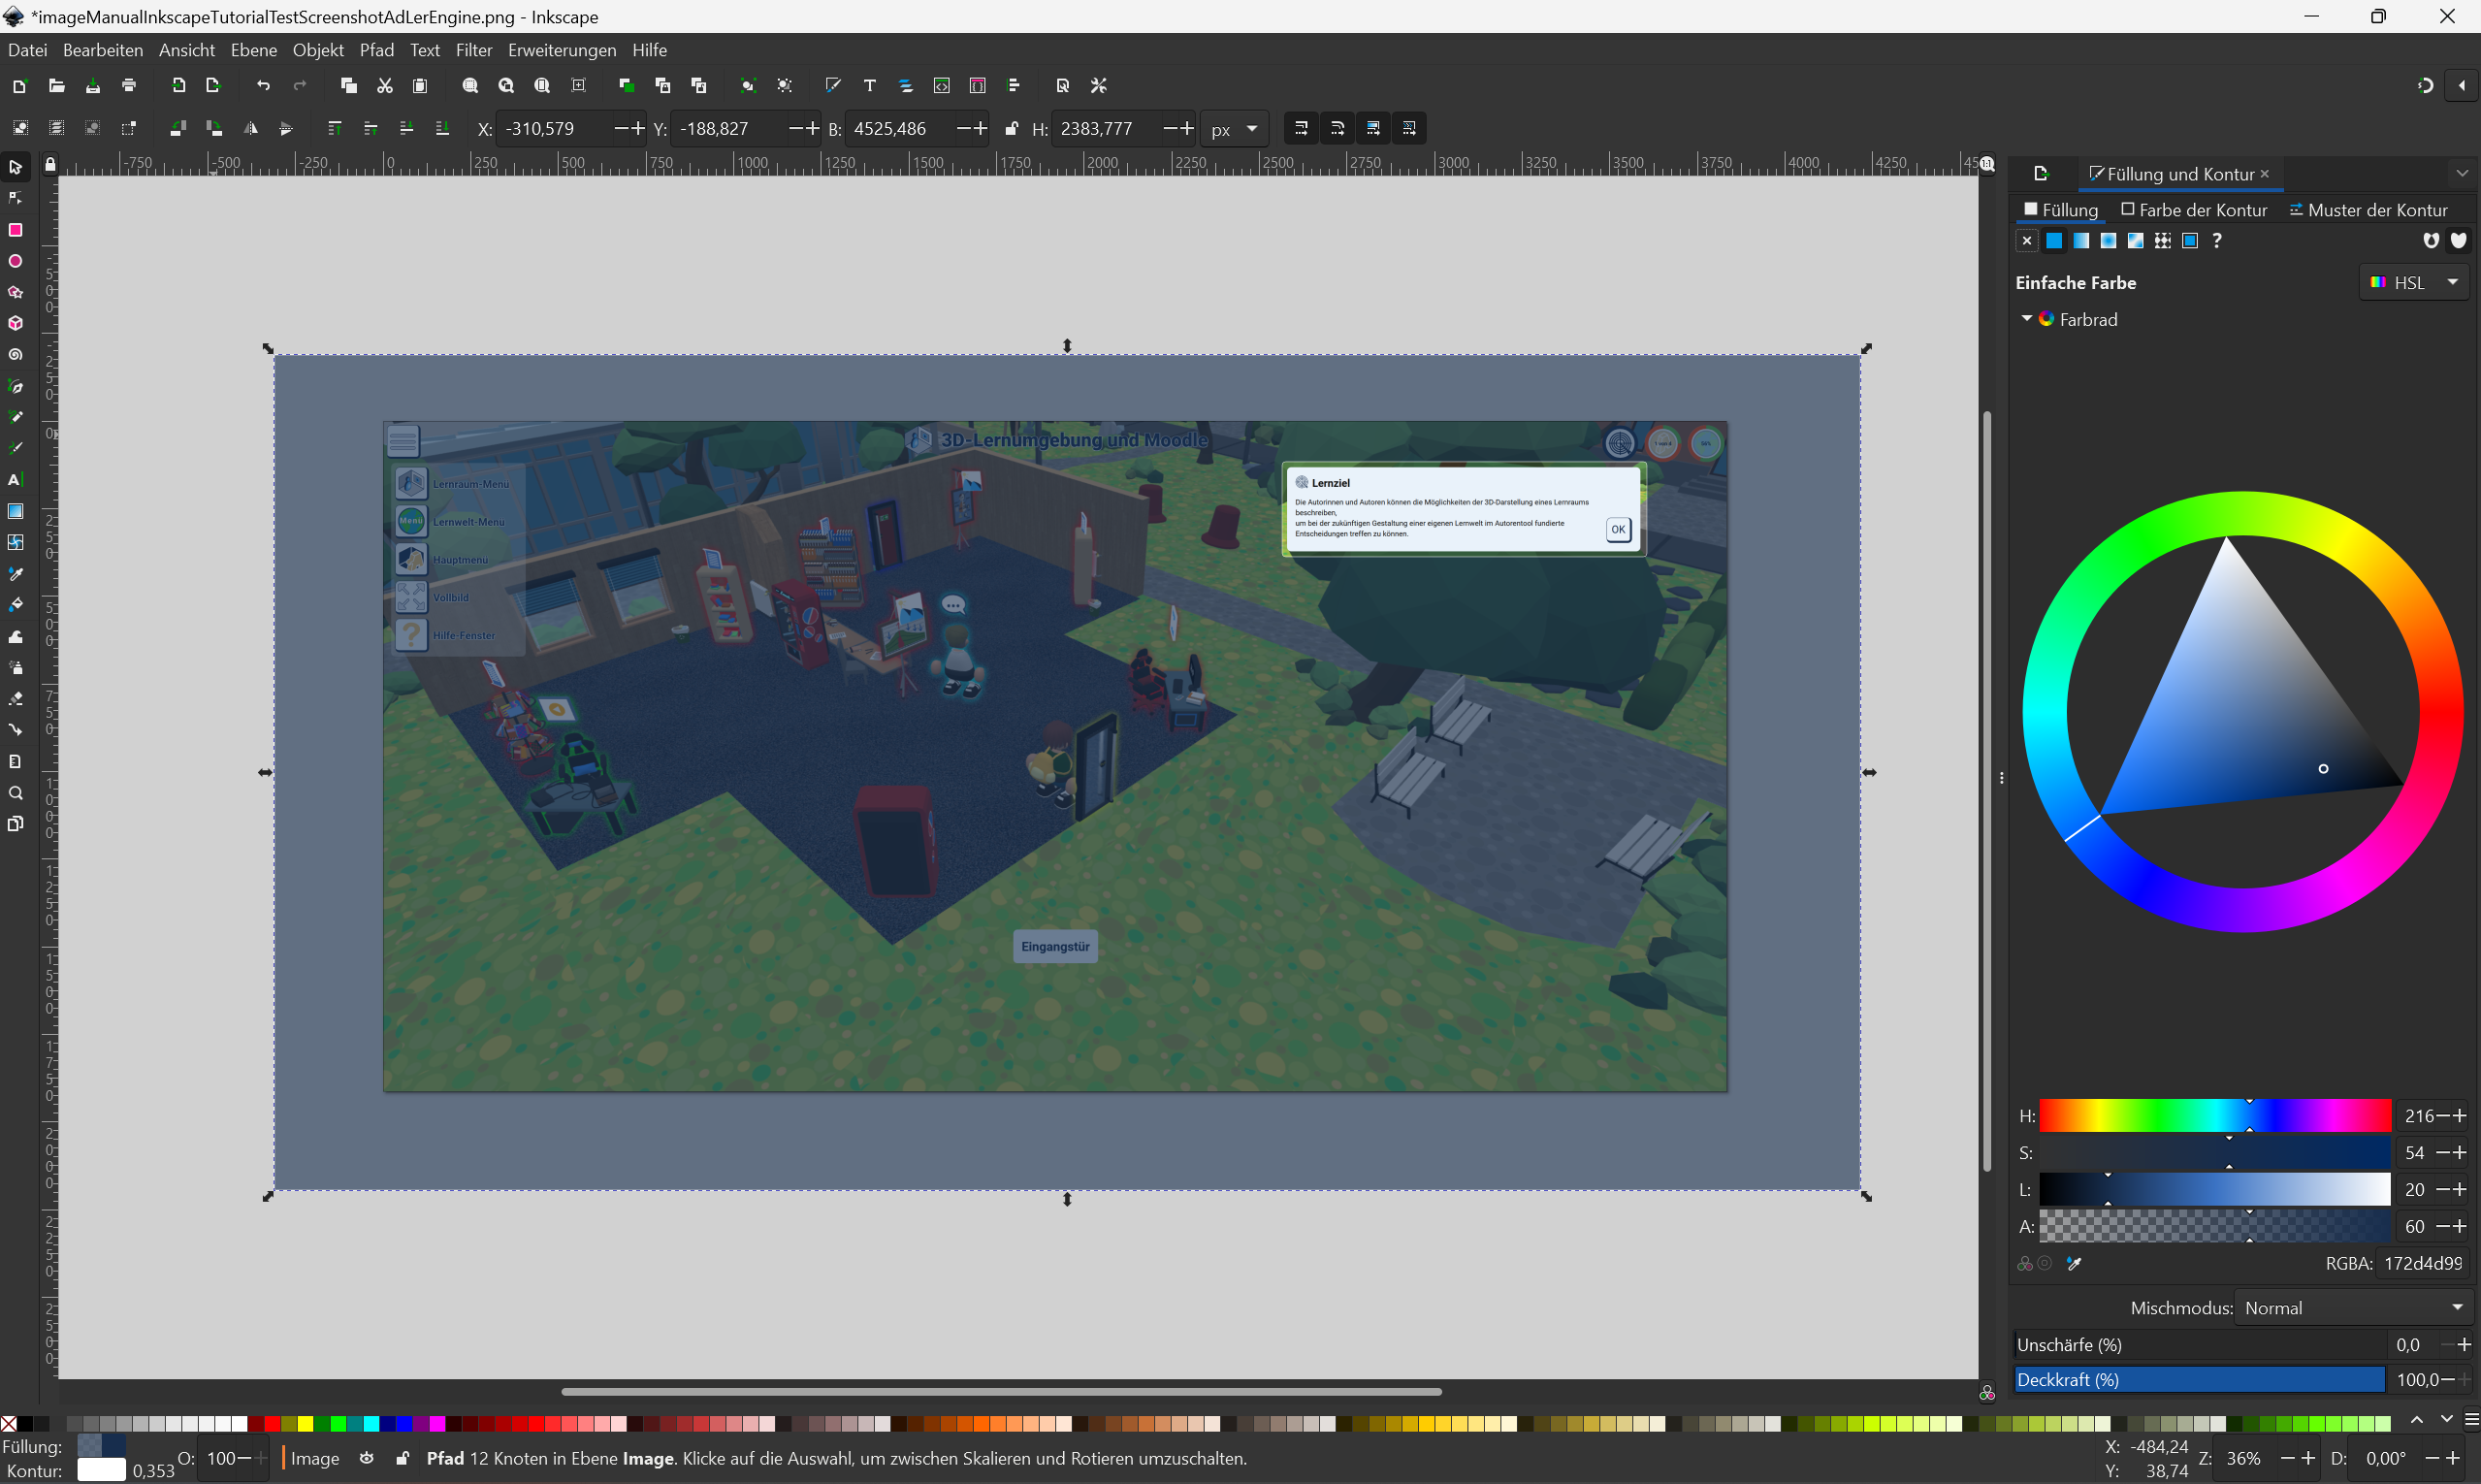 *imageManualInkscapeTutorialTestScreenshotAdLerEngine.png - Inkscape
Datei Bearbeiten Ansicht Ebene Objekt Pfad Text Filter Erweiterungen Hilfe
X: -310,579 Y: -188,827 B: 4525,486 H: 2383,777 px
-750 -500 -250 0 250 500 750 1000 1250 1500 1750 2000 2250 2500 2750 3000 3250 3500 3750 4000 4250
Füllung und Kontur
Füllung Farbe der Kontur Muster der Kontur
Einfache Farbe HSL
Farbrad
3D-Lernumgebung und Moodle
Lernraum-Menü
Menü Lernwelt-Menü
Hauptmenü
Vollbild
Hilfe-Fenster
Lernziel
Die Autorinnen und Autoren können die Möglichkeiten der 3D-Darstellung eines Lernraums
beschreiben,
um bei der zukünftigen Gestaltung einer eigenen Lernwelt im Autorentool fundierte
Entscheidungen treffen zu können.
OK
Eingangstür
H: 216
S: 54
L: 20
A: 60
RGBA: 172d4d99
Mischmodus: Normal
Unschärfe (%) 0,0
Deckkraft (%) 100,0
Füllung:
Kontur: 0,353
O: 100
Image
Pfad 12 Knoten in Ebene Image. Klicke auf die Auswahl, um zwischen Skalieren und Rotieren umzuschalten.
X: -484,24
Y: 38,74
Z: 36%
D: 0,00°